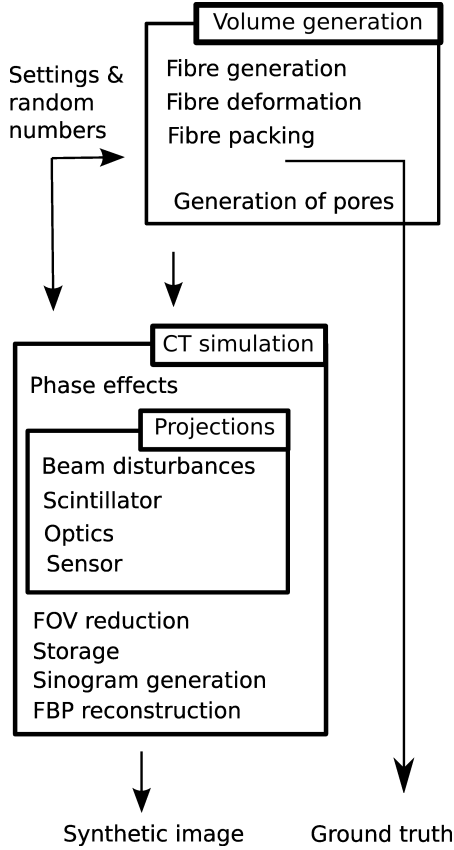 Volume generation
Settings &
random
numbers
Fibre generation
Fibre deformation
Fibre packing
Generation of pores
CT simulation
Phase effects
Projections
Beam disturbances
Scintillator
Optics
Sensor
FOV reduction
Storage
Sinogram generation
FBP reconstruction
Synthetic image
Ground truth